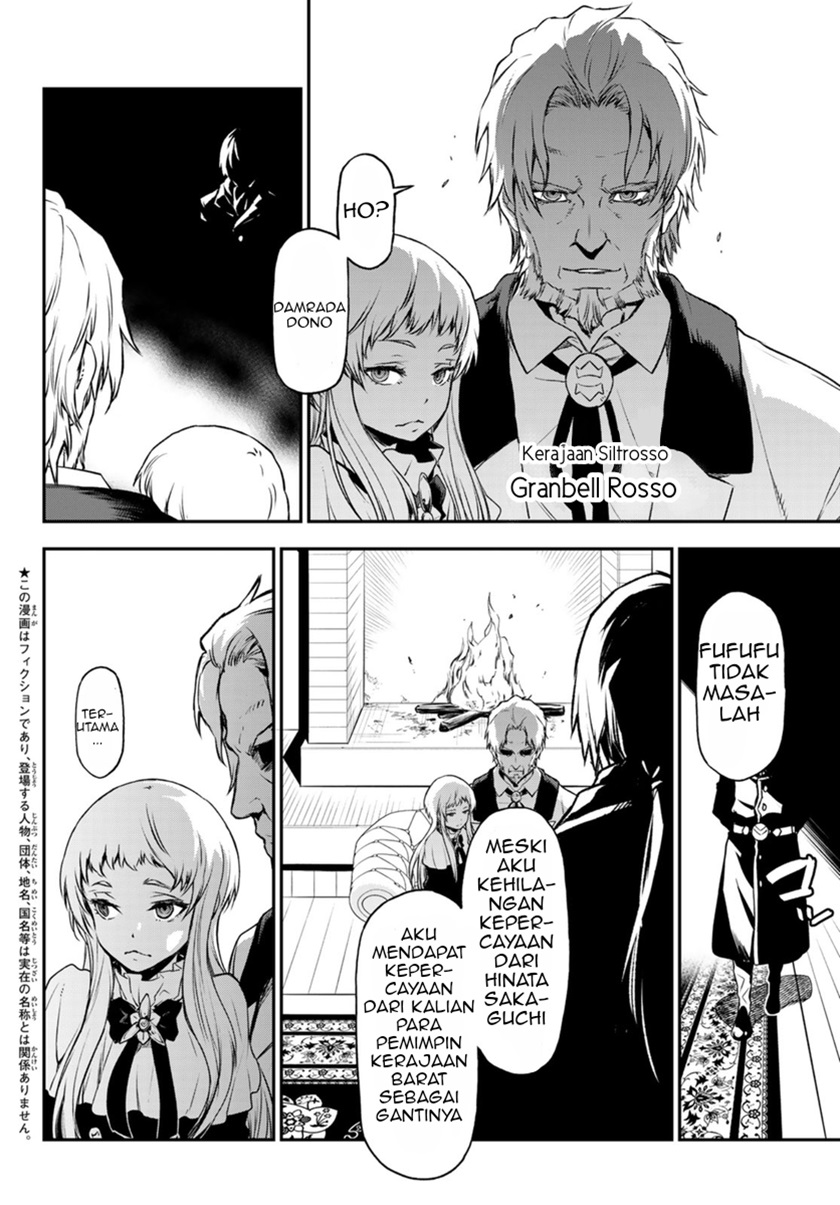 HO?
DAMRADA
DONO
Kerajaan Siltrosso
Granbell Rosso
FUFUFU
TIDAK
MASA-
LAH
コッ
MESKI
AKU
KEHILA-
NGAN
KEPER-
CAYAAN
DARI
HINATA
SAKA-
GUCHI
AKU
MENDAPAT
KEPER-
CAYAAN
DARI KALIAN
PARA
PEMIMPIN
KERAJAAN
BARAT
SEBAGAI
GANTINYA
TER-
UTAMA
...
★この漫画はフィクションであり、登場する人物、団体、地名、国名等は実在の名称とは関係ありません。